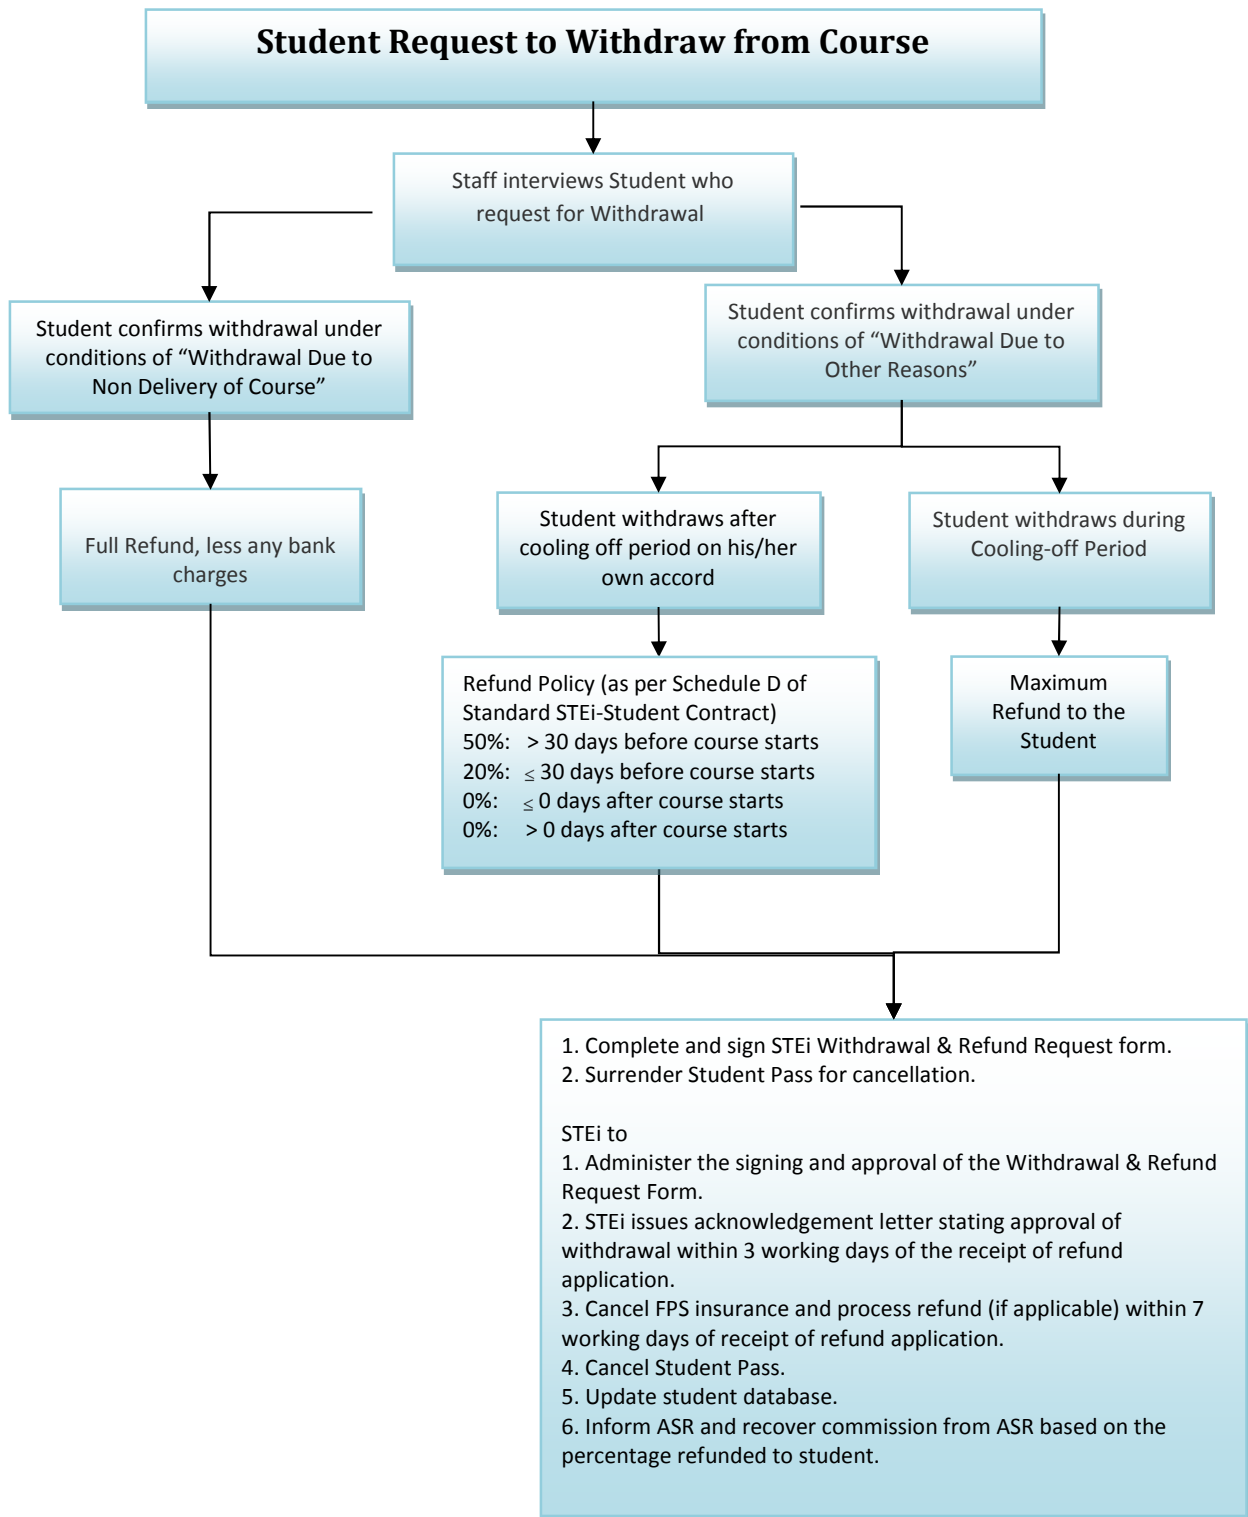 Student Request to Withdraw from Course
Staff interviews Student who
request for Withdrawal
Student confirms withdrawal under
conditions of “Withdrawal Due to
Non Delivery of Course”
Student confirms withdrawal under
conditions of “Withdrawal Due to
Other Reasons”
Full Refund, less any bank
charges
Student withdraws after
cooling off period on his/her
own accord
Student withdraws during
Cooling-off Period
Refund Policy (as per Schedule D of
Standard STEi-Student Contract)
50%: > 30 days before course starts
20%: ≤ 30 days before course starts
0%: ≤ 0 days after course starts
0%: > 0 days after course starts
Maximum
Refund to the
Student
1. Complete and sign STEi Withdrawal & Refund Request form.
2. Surrender Student Pass for cancellation.
STEi to
1. Administer the signing and approval of the Withdrawal & Refund
Request Form.
2. STEi issues acknowledgement letter stating approval of
withdrawal within 3 working days of the receipt of refund
application.
3. Cancel FPS insurance and process refund (if applicable) within 7
working days of receipt of refund application.
4. Cancel Student Pass.
5. Update student database.
6. Inform ASR and recover commission from ASR based on the
percentage refunded to student.